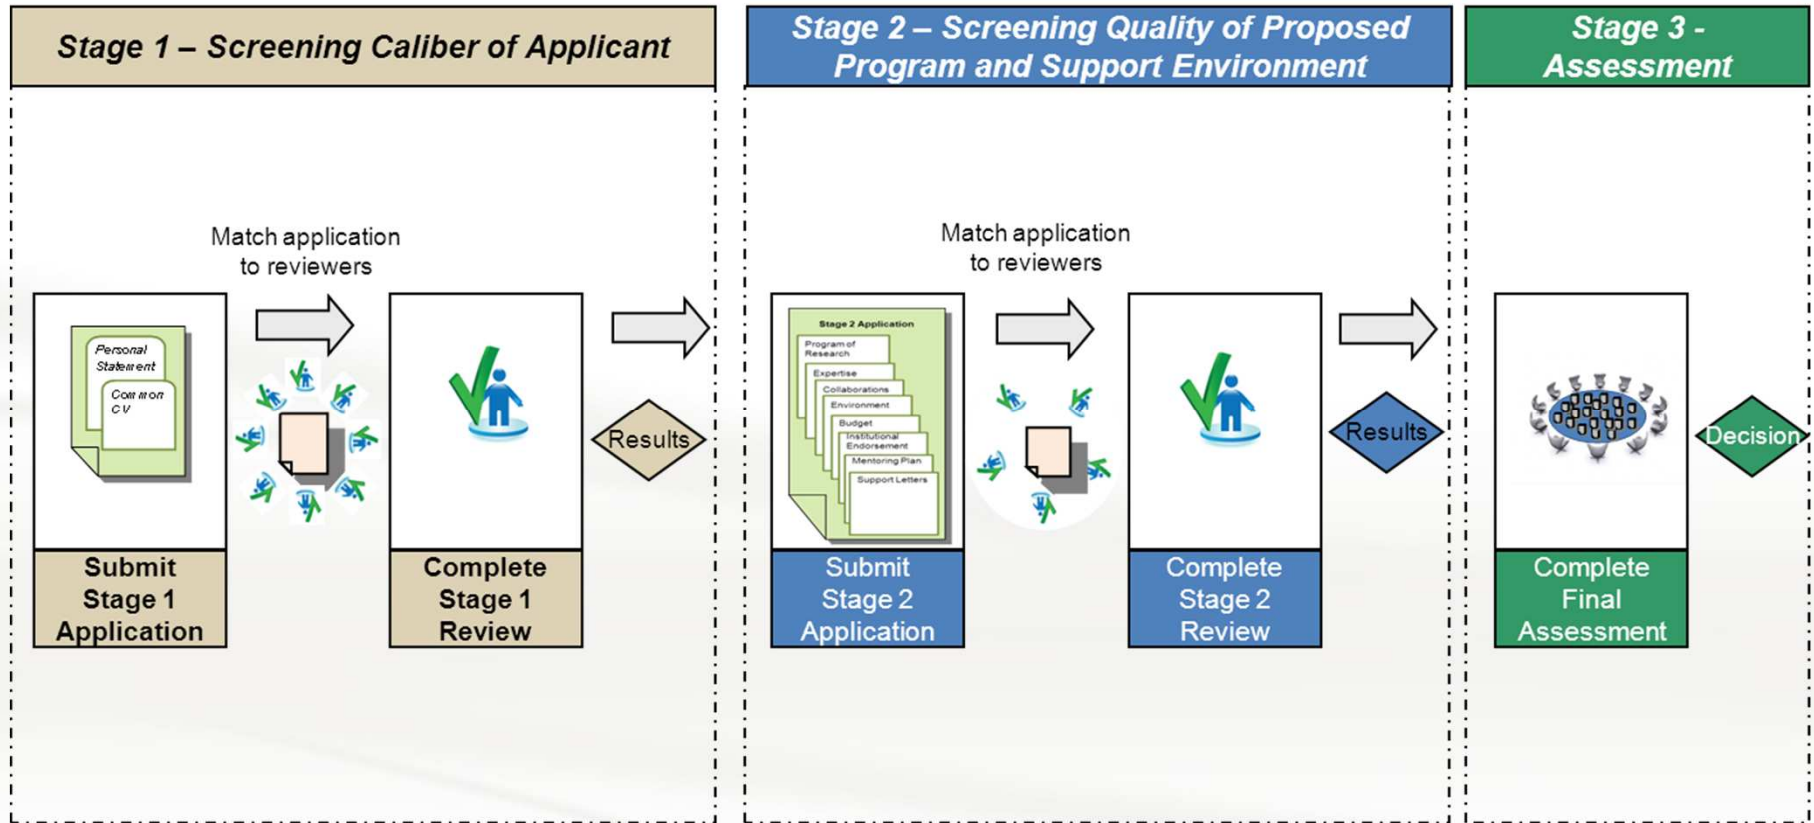 Stage 1 – Screening Caliber of Applicant
Stage 2 – Screening Quality of Proposed
Program and Support Environment
Stage 3 -
Assessment
Match application
to reviewers
Match application
to reviewers
Personal
Statement
Common
CV
Results
Stage 2 Application
Program of
Research
Expertise
Collaborations
Environment
Budget
Institutional
Endorsement
Mentoring Plan
Support Letters
Results
Decision
Submit
Stage 1
Application
Complete
Stage 1
Review
Submit
Stage 2
Application
Complete
Stage 2
Review
Complete
Final
Assessment